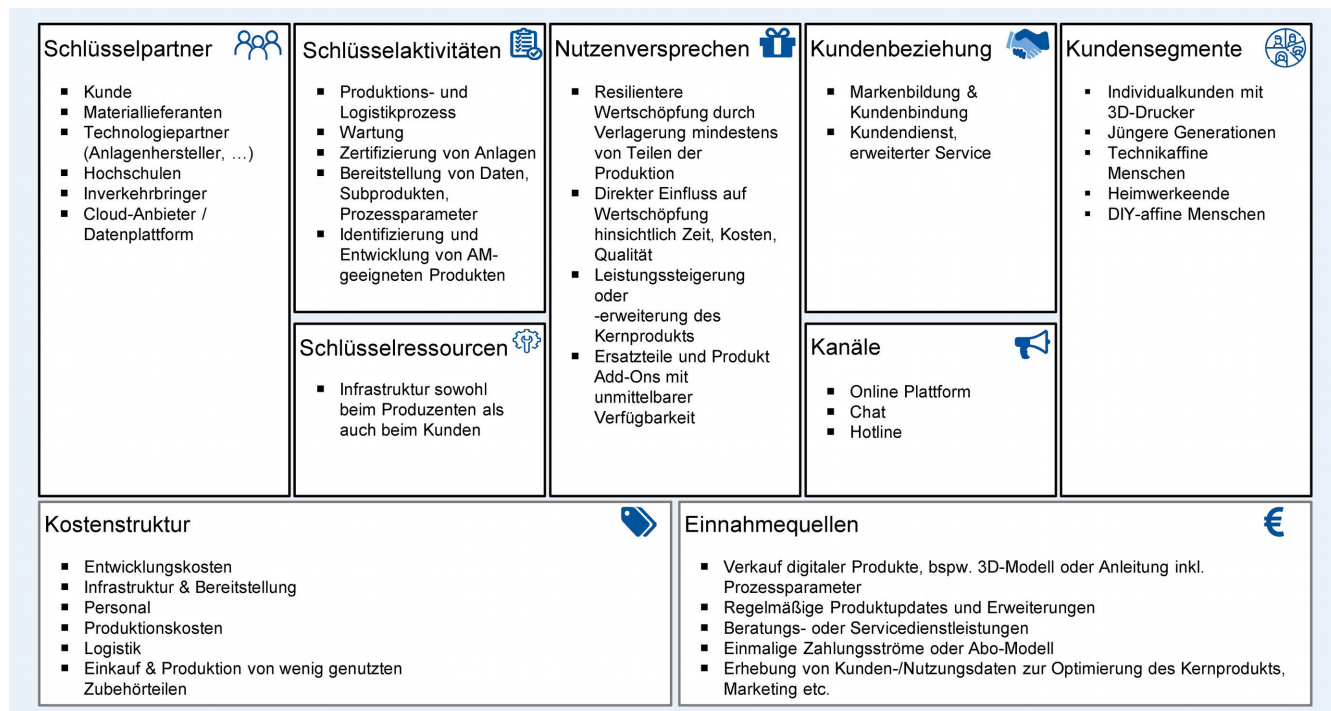 Schlüsselpartner
Kunde
Materiallieferanten
Technologiepartner
(Anlagenhersteller, …)
Hochschulen
Inverkehrbringer
Cloud-Anbieter /
Datenplattform
Schlüsselaktivitäten
Produktions- und
Logistikprozess
Wartung
Zertifizierung von Anlagen
Bereitstellung von Daten,
Subprodukten,
Prozessparameter
Identifizierung und
Entwicklung von AM-
geeigneten Produkten
Schlüsselressourcen
Infrastruktur sowohl
beim Produzenten als
auch beim Kunden
Nutzenversprechen
Resilientere
Wertschöpfung durch
Verlagerung mindestens
von Teilen der
Produktion
Direkter Einfluss auf
Wertschöpfung
hinsichtlich Zeit, Kosten,
Qualität
Leistungssteigerung
oder
-erweiterung des
Kernprodukts
Ersatzteile und Produkt
Add-Ons mit
unmittelbarer
Verfügbarkeit
Kundenbeziehung
Markenbildung &
Kundenbindung
Kundendienst,
erweiterter Service
Kanäle
Online Plattform
Chat
Hotline
Kundensegmente
Individualkunden mit
3D-Drucker
Jüngere Generationen
Technikaffine
Menschen
Heimwerkeende
DIY-affine Menschen
Kostenstruktur
Entwicklungskosten
Infrastruktur & Bereitstellung
Personal
Produktionskosten
Logistik
Einkauf & Produktion von wenig genutzten
Zubehörteilen
Einnahmequellen
€
Verkauf digitaler Produkte, bspw. 3D-Modell oder Anleitung inkl.
Prozessparameter
Regelmäßige Produktupdates und Erweiterungen
Beratungs- oder Servicedienstleistungen
Einmalige Zahlungsströme oder Abo-Modell
Erhebung von Kunden-/Nutzungsdaten zur Optimierung des Kernprodukts,
Marketing etc.